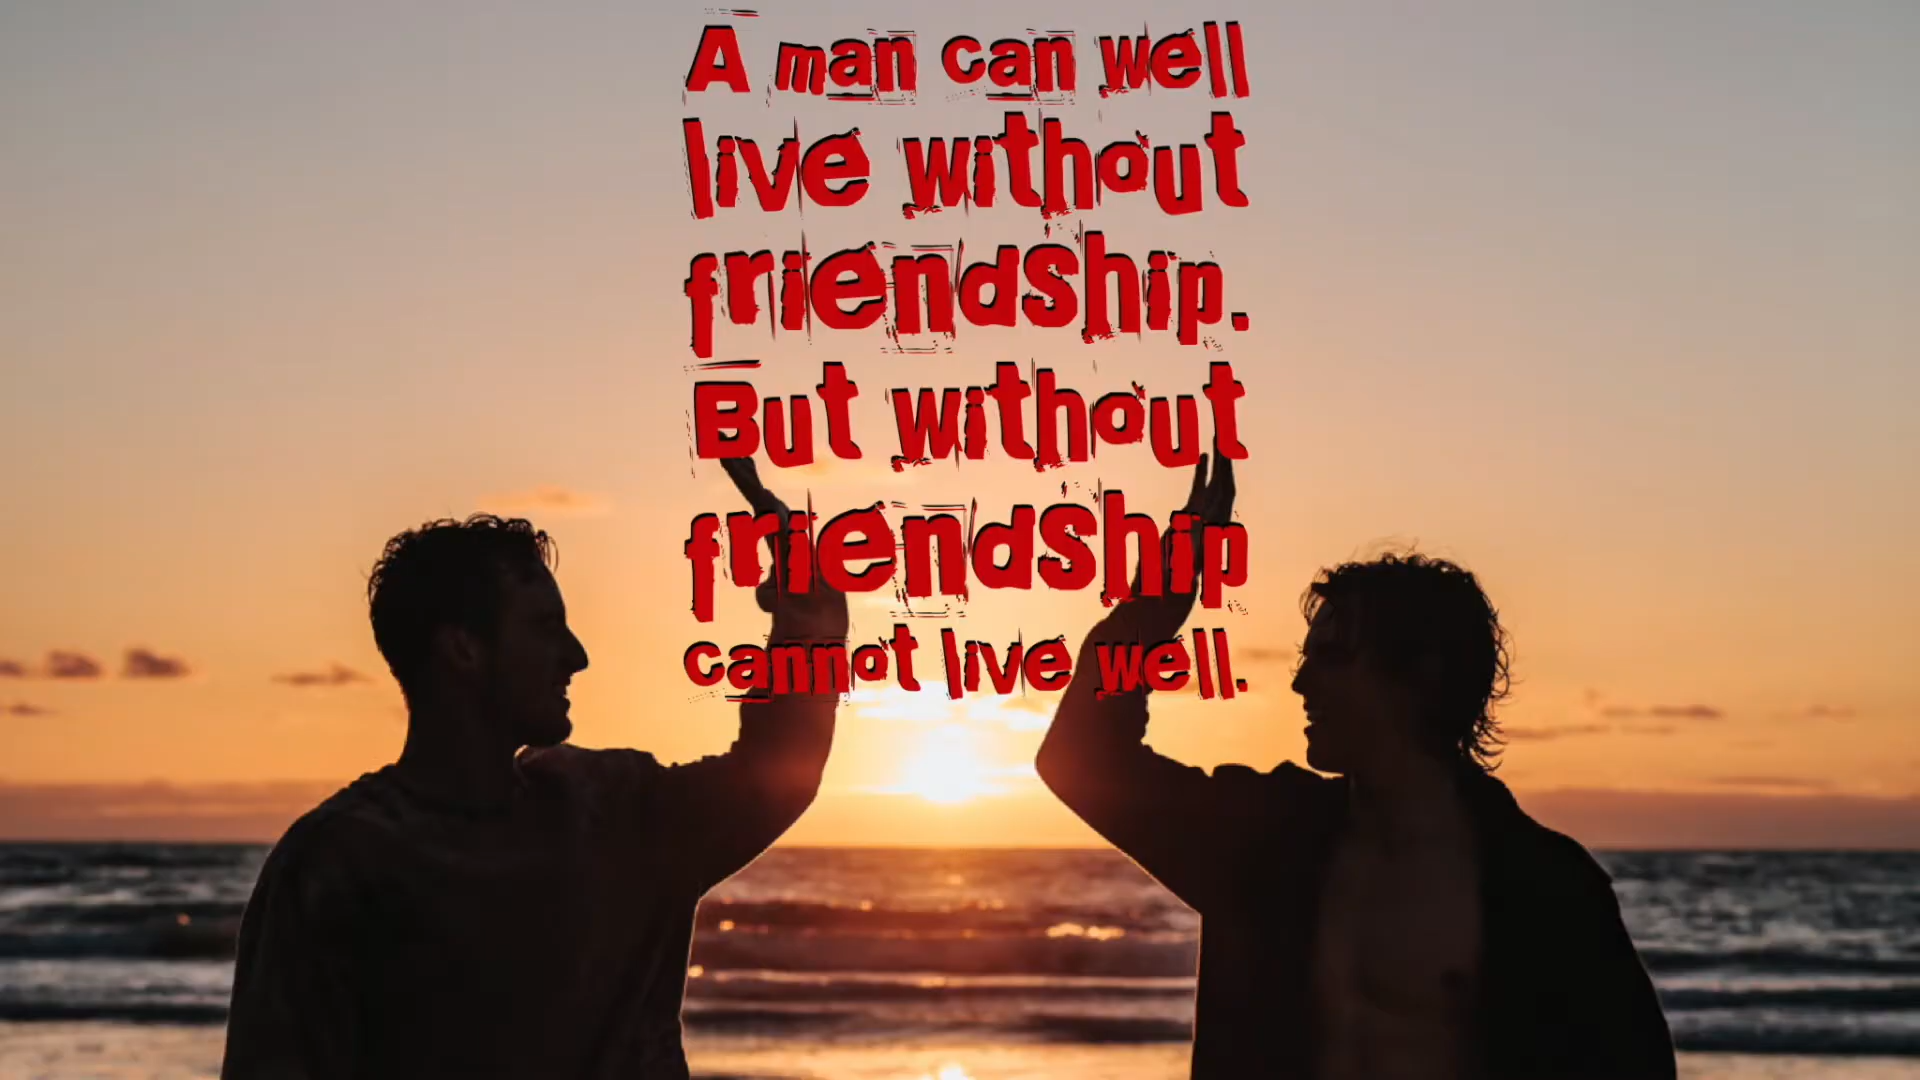 A man can well
live without
friendship.
But without
friendship
cannot live well.